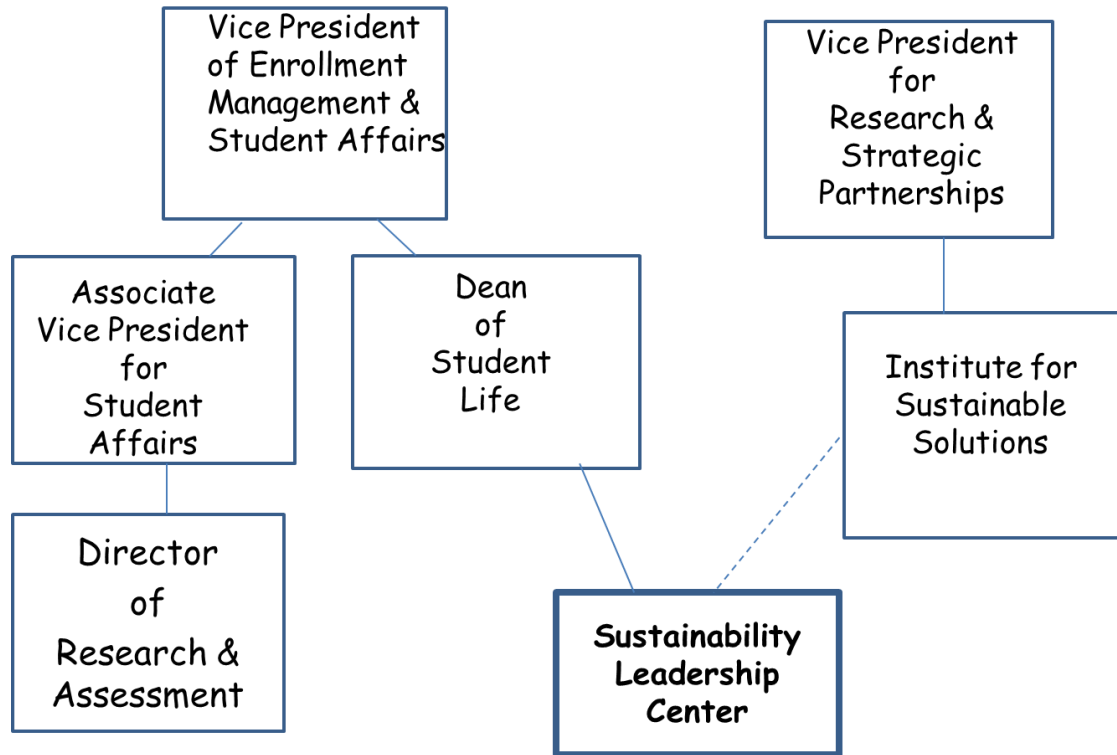 Vice President
of Enrollment
Management &
Student Affairs
Vice President
for
Research &
Strategic
Partnerships
Associate
Vice President
for
Student
Affairs
Dean
of
Student
Life
Institute for
Sustainable
Solutions
Director
of
Research &
Assessment
Sustainability
Leadership
Center